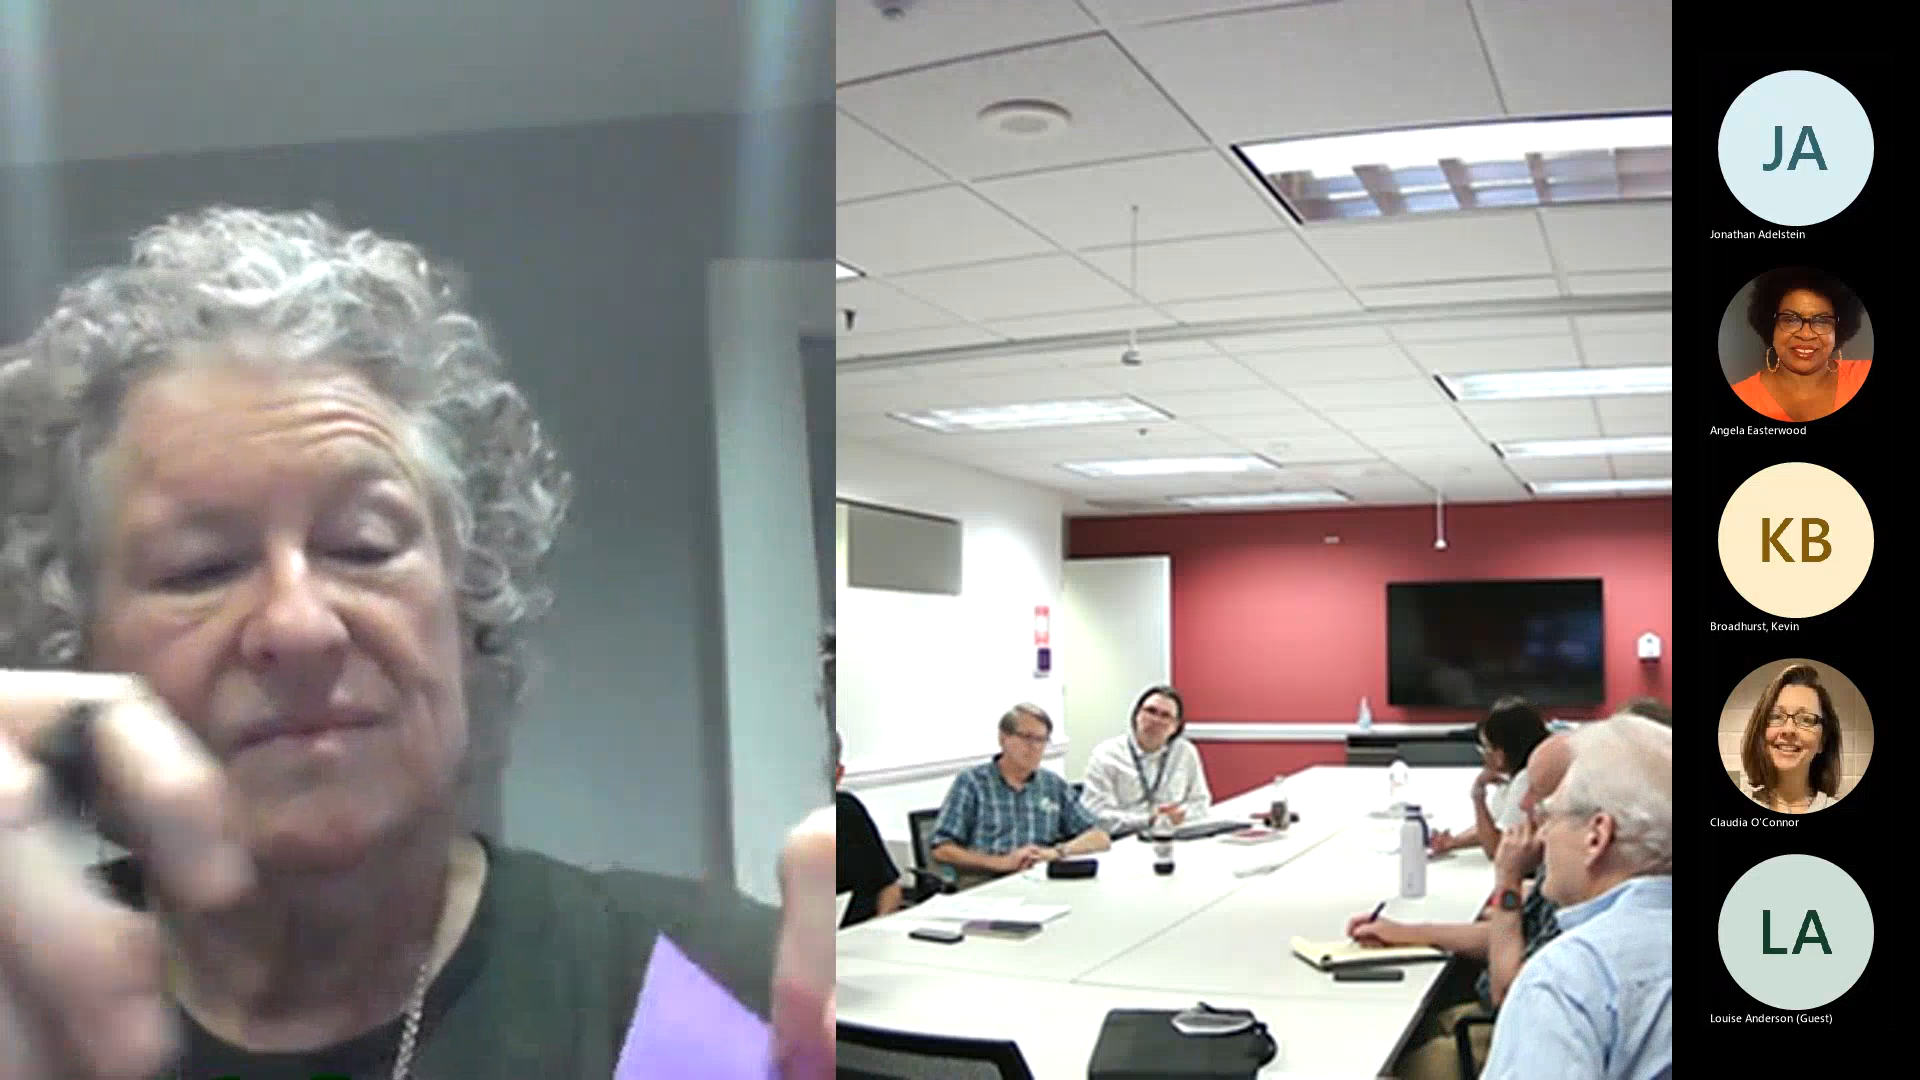 JA
Jonathan Adelstein
Angela Easterwood
KB
Broadhurst, Kevin
Claudia O'Connor
LA
Louise Anderson (Guest)